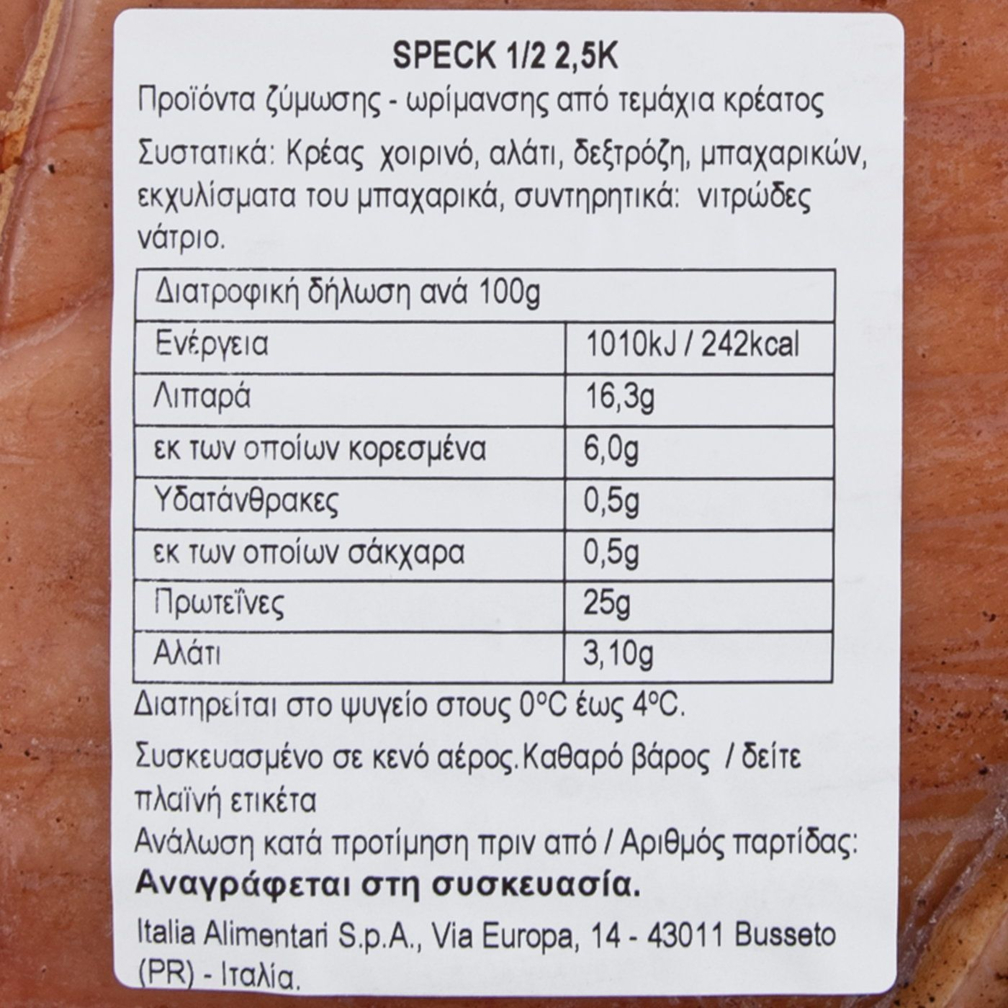 SPECK 1/2 2,5K
Προϊόντα ζύμωσης - ωρίμανσης από τεμάχια κρέατος
Συστατικά: Κρέας χοιρινό, αλάτι, δεξτρόζη, μπαχαρικών,
εκχυλίσματα του μπαχαρικά, συντηρητικά: νιτρώδες
νάτριο.
Διατροφική δήλωση ανά 100g
Ενέργεια 1010kJ / 242kcal
Λιπαρά 16,3g
εκ των οποίων κορεσμένα 6,0g
Υδατάνθρακες 0,5g
εκ των οποίων σάκχαρα 0,5g
Πρωτεΐνες 25g
Αλάτι 3,10g
Διατηρείται στο ψυγείο στους 0°C έως 4°C.
Συσκευασμένο σε κενό αέρος.Καθαρό βάρος / δείτε
πλαϊνή ετικέτα
Ανάλωση κατά προτίμηση πριν από / Αριθμός παρτίδας:
Αναγράφεται στη συσκευασία.
Italia Alimentari S.p.A., Via Europa, 14 - 43011 Busseto
(PR) - Ιταλία.